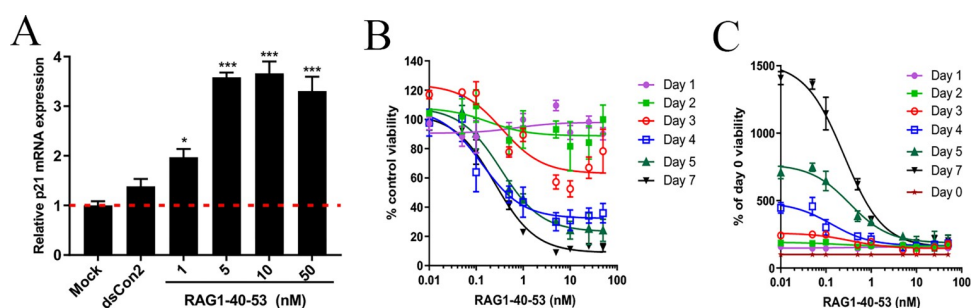 A
Relative p21 mRNA expression
4
3
2
1
0
*
***
***
***
Mock
dsCon2
1
5
10
50
RAG1-40-53 (nM)
B
% control viability
140
120
100
80
60
40
20
0
0.01
0.1
1
10
100
RAG1-40-53 (nM)
Day 1
Day 2
Day 3
Day 4
Day 5
Day 7
C
% of day 0 viability
1500
1000
500
0
0.01
0.1
1
10
100
RAG1-40-53 (nM)
Day 1
Day 2
Day 3
Day 4
Day 5
Day 7
Day 0